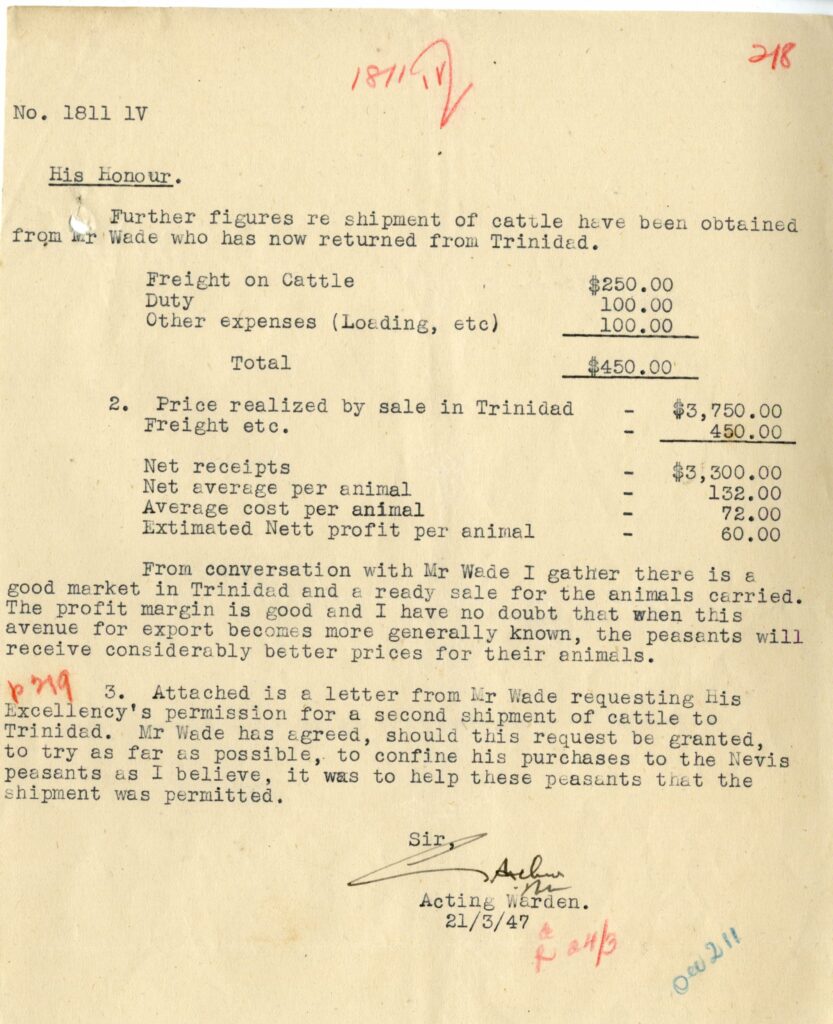 218
1811 IV
No. 1811 1V
His Honour.
Further figures re shipment of cattle have been obtained
from Mr Wade who has now returned from Trinidad.
Freight on Cattle $250.00
Duty 100.00
Other expenses (Loading, etc) 100.00
Total $450.00
2. Price realized by sale in Trinidad - $3,750.00
Freight etc. - 450.00
Net receipts - $3,300.00
Net average per animal - 132.00
Average cost per animal - 72.00
Extimated Nett profit per animal - 60.00
From conversation with Mr Wade I gather there is a
good market in Trinidad and a ready sale for the animals carried.
The profit margin is good and I have no doubt that when this
avenue for export becomes more generally known, the peasants will
receive considerably better prices for their animals.
p 219 3. Attached is a letter from Mr Wade requesting His
Excellency's permission for a second shipment of cattle to
Trinidad. Mr Wade has agreed, should this request be granted,
to try as far as possible, to confine his purchases to the Nevis
peasants as I believe, it was to help these peasants that the
shipment was permitted.
Sir,
Acting Warden.
21/3/47
24/3
211